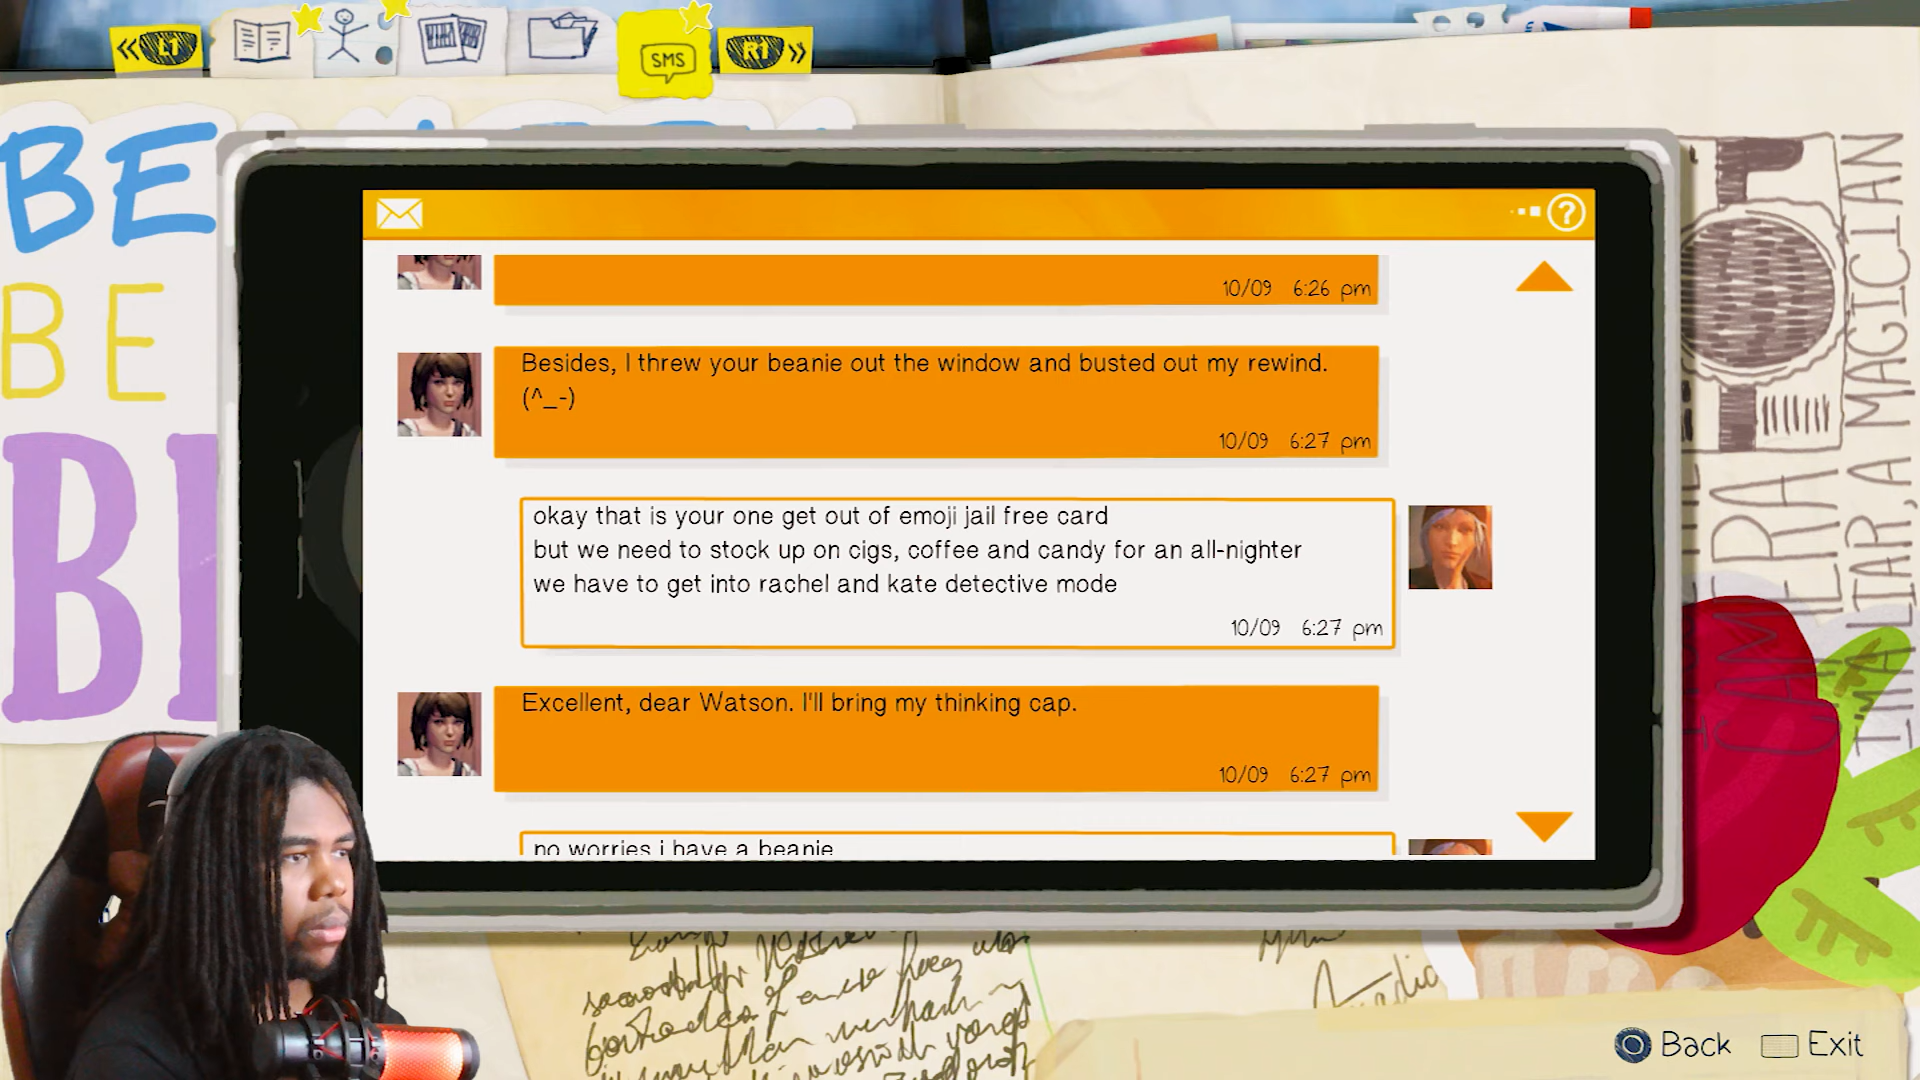 L1
SMS
R1
BE
BE
10/09 6:26 pm
Besides, I threw your beanie out the window and busted out my rewind.
(^_-)
10/09 6:27 pm
okay that is your one get out of emoji jail free card
but we need to stock up on cigs, coffee and candy for an all-nighter
we have to get into rachel and kate detective mode
10/09 6:27 pm
Excellent, dear Watson. I'll bring my thinking cap.
10/09 6:27 pm
no worries i have a beanie
CAMERA
LIAR, A MAGICIAN
Back
Exit